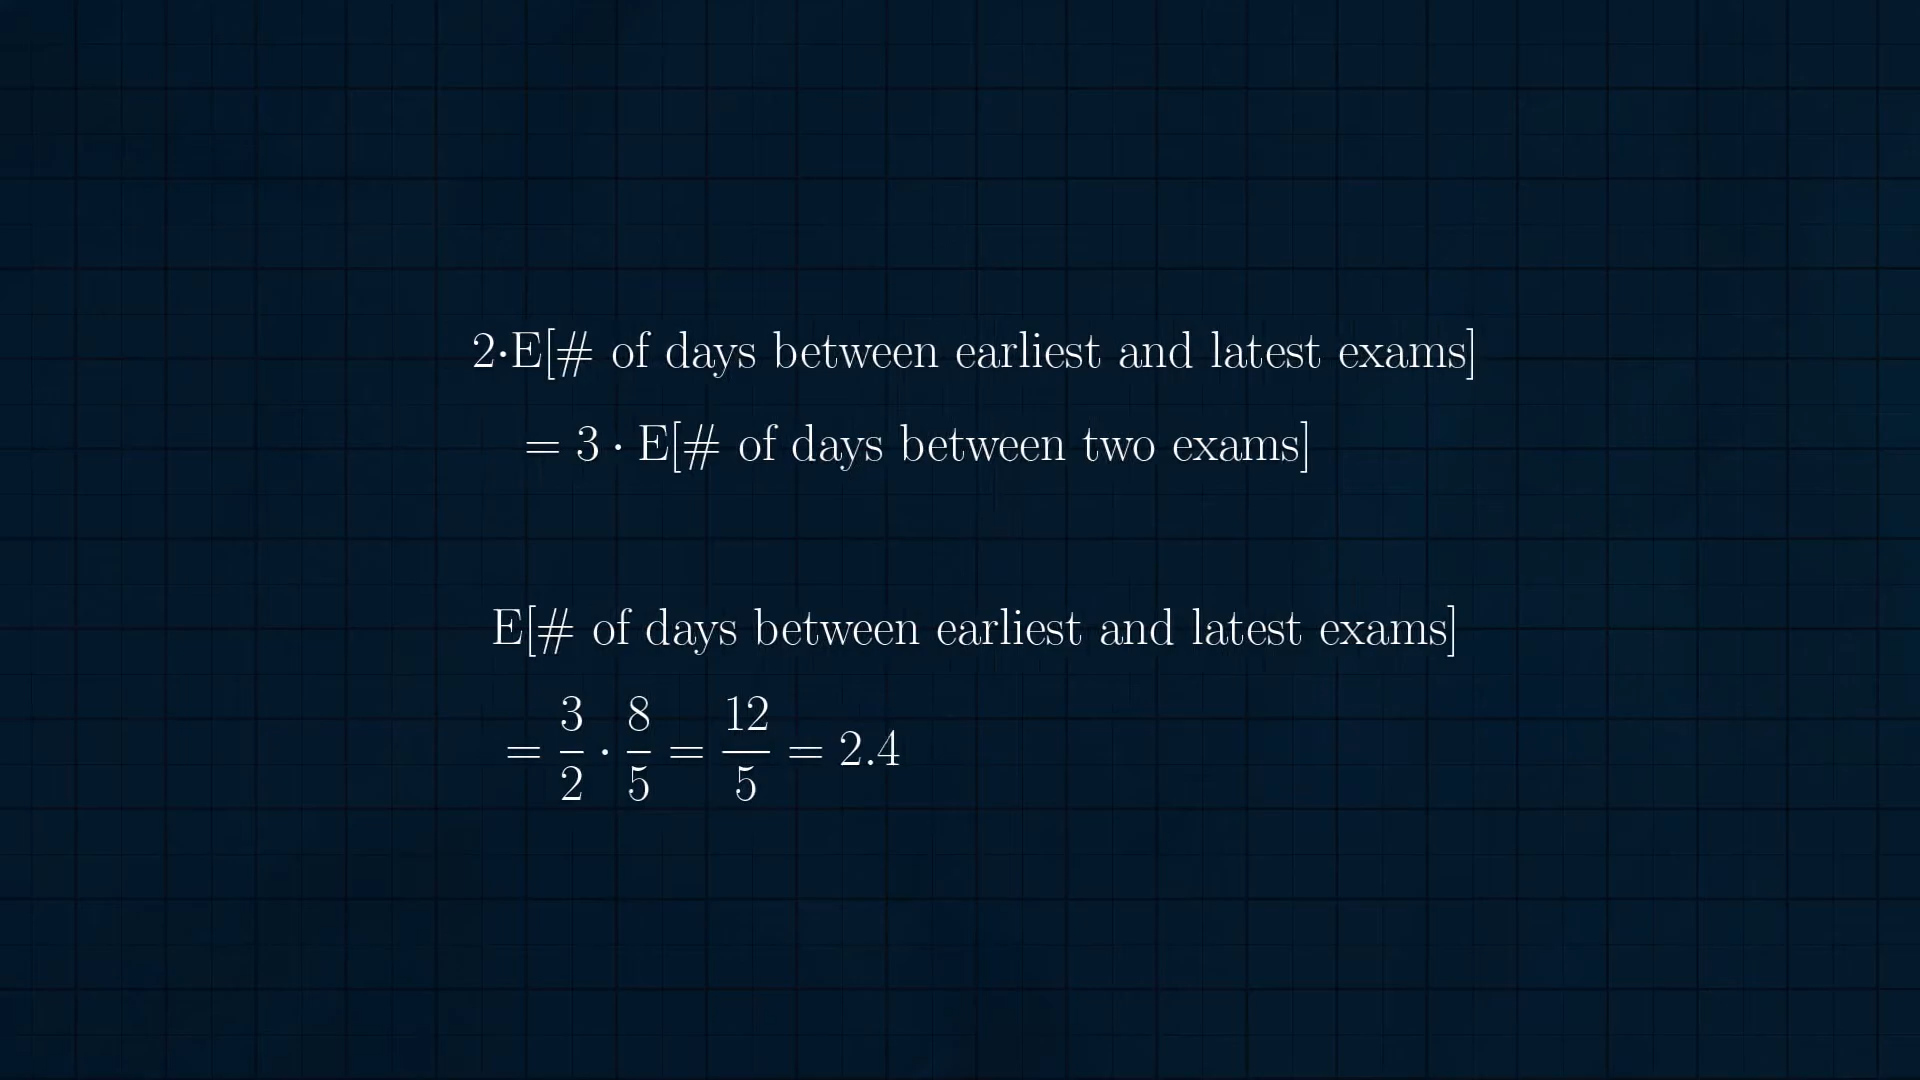 2·E[# of days between earliest and latest exams]
= 3 · E[# of days between two exams]
E[# of days between earliest and latest exams]
= 3/2 · 8/5 = 12/5 = 2.4